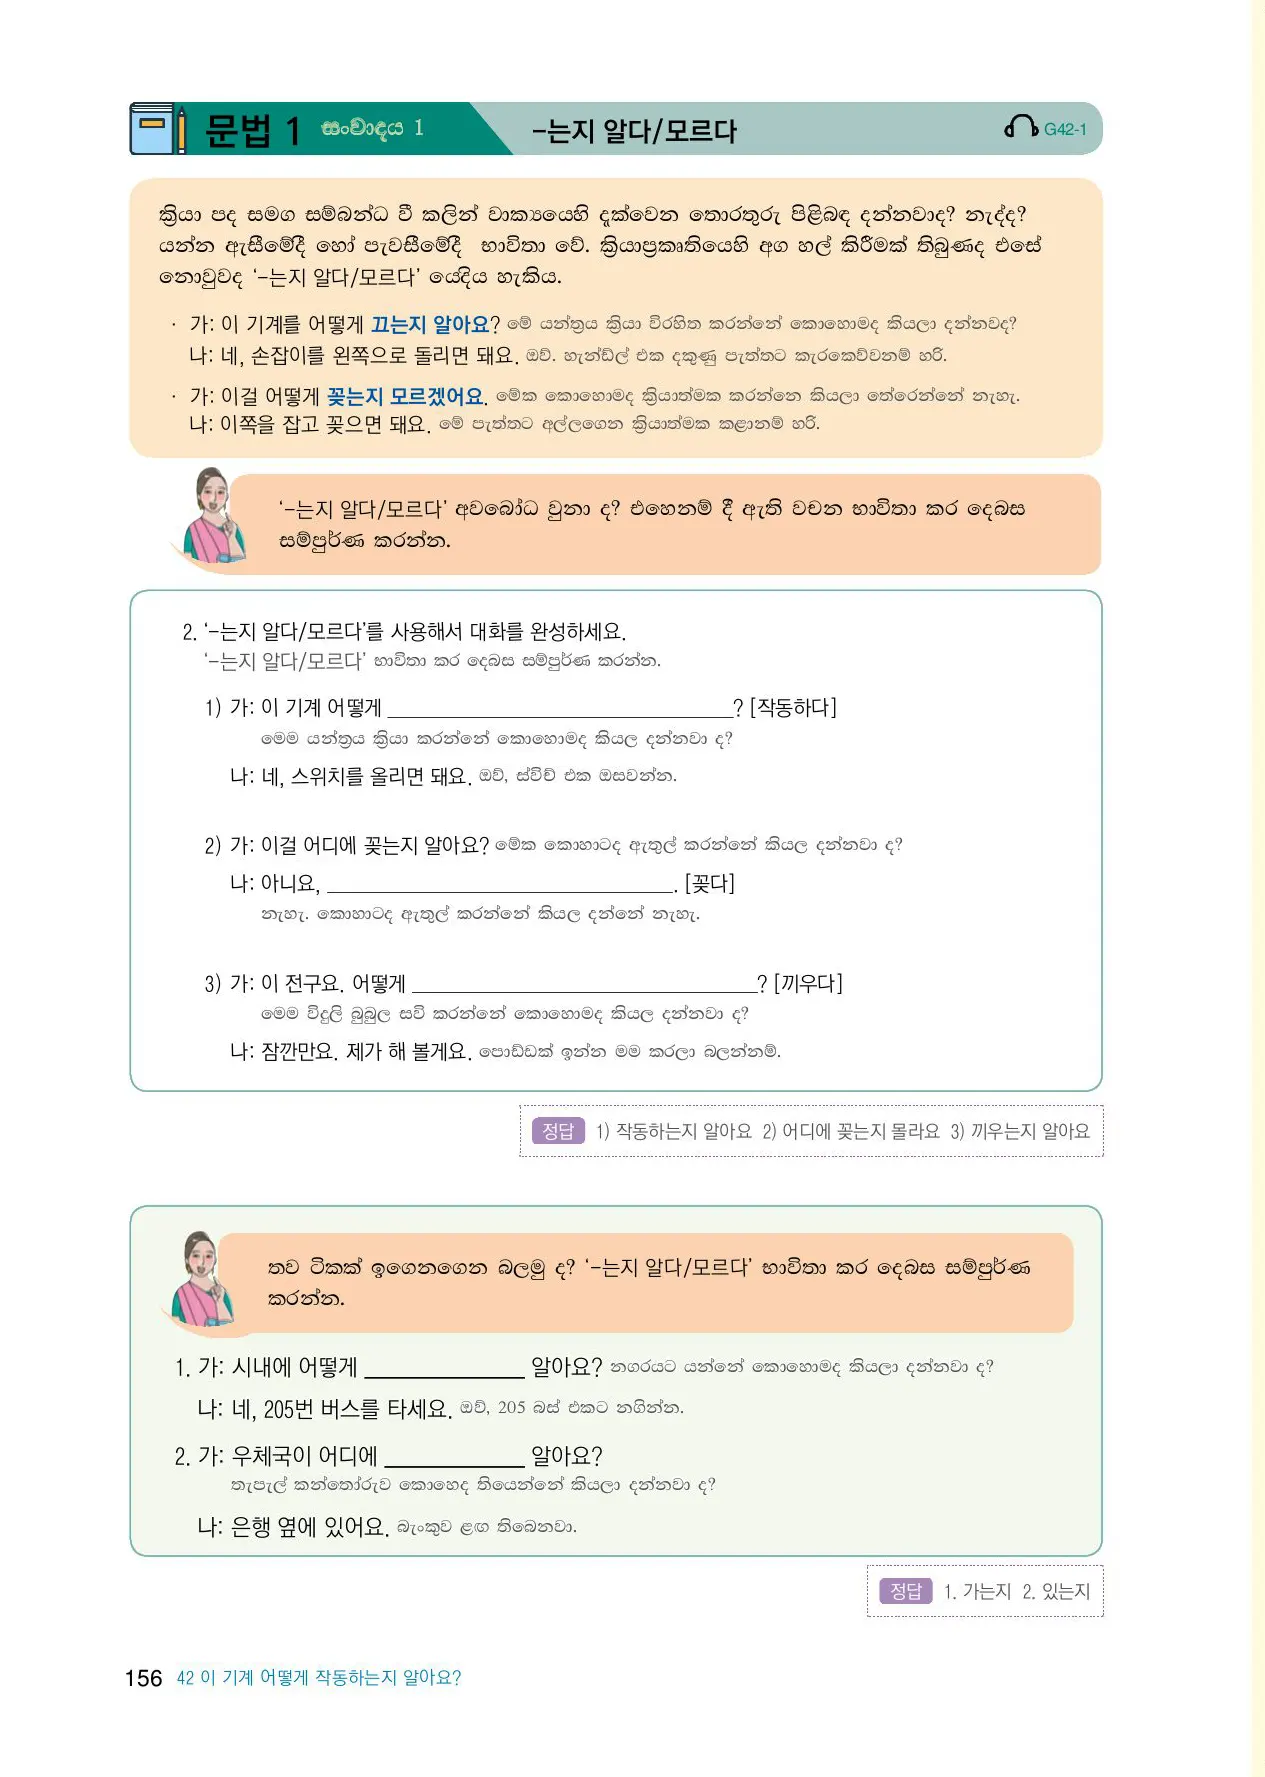 문법 1 සංවාදය 1 –는지 알다/모르다 G42-1
ක්‍රියා පද සමග සම්බන්ධ වී කලින් වාක්‍යයෙහි දැක්වෙන තොරතුරු පිළිබඳ දන්නවාද? නැද්ද?
යන්න ඇසීමේදී හෝ පැවසීමේදී භාවිතා වේ. ක්‍රියාප්‍රකෘතියෙහි අග හල් කිරීමක් තිබුණද එසේ
නොවුවද ‘–는지 알다/모르다’ යෙදිය හැකිය.
· 가: 이 기계를 어떻게 끄는지 알아요? මේ යන්ත්‍රය ක්‍රියා විරහිත කරන්නේ කොහොමද කියලා දන්නවද?
나: 네, 손잡이를 왼쪽으로 돌리면 돼요. ඔව්. හැන්ඩ්ල් එක දකුණු පැත්තට කැරකෙව්වනම් හරි.
· 가: 이걸 어떻게 꽂는지 모르겠어요. මේක කොහොමද ක්‍රියාත්මක කරන්නෙ කියලා තේරෙන්නේ නැහැ.
나: 이쪽을 잡고 꽂으면 돼요. මේ පැත්තට අල්ලගෙන ක්‍රියාත්මක කළානම් හරි.
‘–는지 알다/모르다’ අවබෝධ වුනා ද? එහෙනම් දී ඇති වචන භාවිතා කර දෙබස
සම්පුර්ණ කරන්න.
2. ‘–는지 알다/모르다’를 사용해서 대화를 완성하세요.
‘–는지 알다/모르다’ භාවිතා කර දෙබස සම්පුර්ණ කරන්න.
1) 가: 이 기계 어떻게 ______________________? [작동하다]
මෙම යන්ත්‍රය ක්‍රියා කරන්නේ කොහොමද කියල දන්නවා ද?
나: 네, 스위치를 올리면 돼요. ඔව්, ස්විච් එක ඔසවන්න.
2) 가: 이걸 어디에 꽂는지 알아요? මේක කොහාටද ඇතුල් කරන්නේ කියල දන්නවා ද?
나: 아니요, ______________________. [꽂다]
නැහැ. කොහාටද ඇතුල් කරන්නේ කියල දන්නේ නැහැ.
3) 가: 이 전구요. 어떻게 ______________________? [끼우다]
මෙම විදුලි බුබුල සවි කරන්නේ කොහොමද කියල දන්නවා ද?
나: 잠깐만요. 제가 해 볼게요. පොඩ්ඩක් ඉන්න මම කරලා බලන්නම්.
정답 1) 작동하는지 알아요 2) 어디에 꽂는지 몰라요 3) 끼우는지 알아요
තව ටිකක් ඉගෙනගෙන බලමු ද? ‘–는지 알다/모르다’ භාවිතා කර දෙබස සම්පුර්ණ
කරන්න.
1. 가: 시내에 어떻게 ____________ 알아요? නගරයට යන්නේ කොහොමද කියලා දන්නවා ද?
나: 네, 205번 버스를 타세요. ඔව්, 205 බස් එකට නගින්න.
2. 가: 우체국이 어디에 ____________ 알아요?
තැපැල් කන්තෝරුව කොහෙද තියෙන්නේ කියලා දන්නවා ද?
나: 은행 옆에 있어요. බැංකුව ළඟ තිබෙනවා.
정답 1. 가는지 2. 있는지
156 42 이 기계 어떻게 작동하는지 알아요?